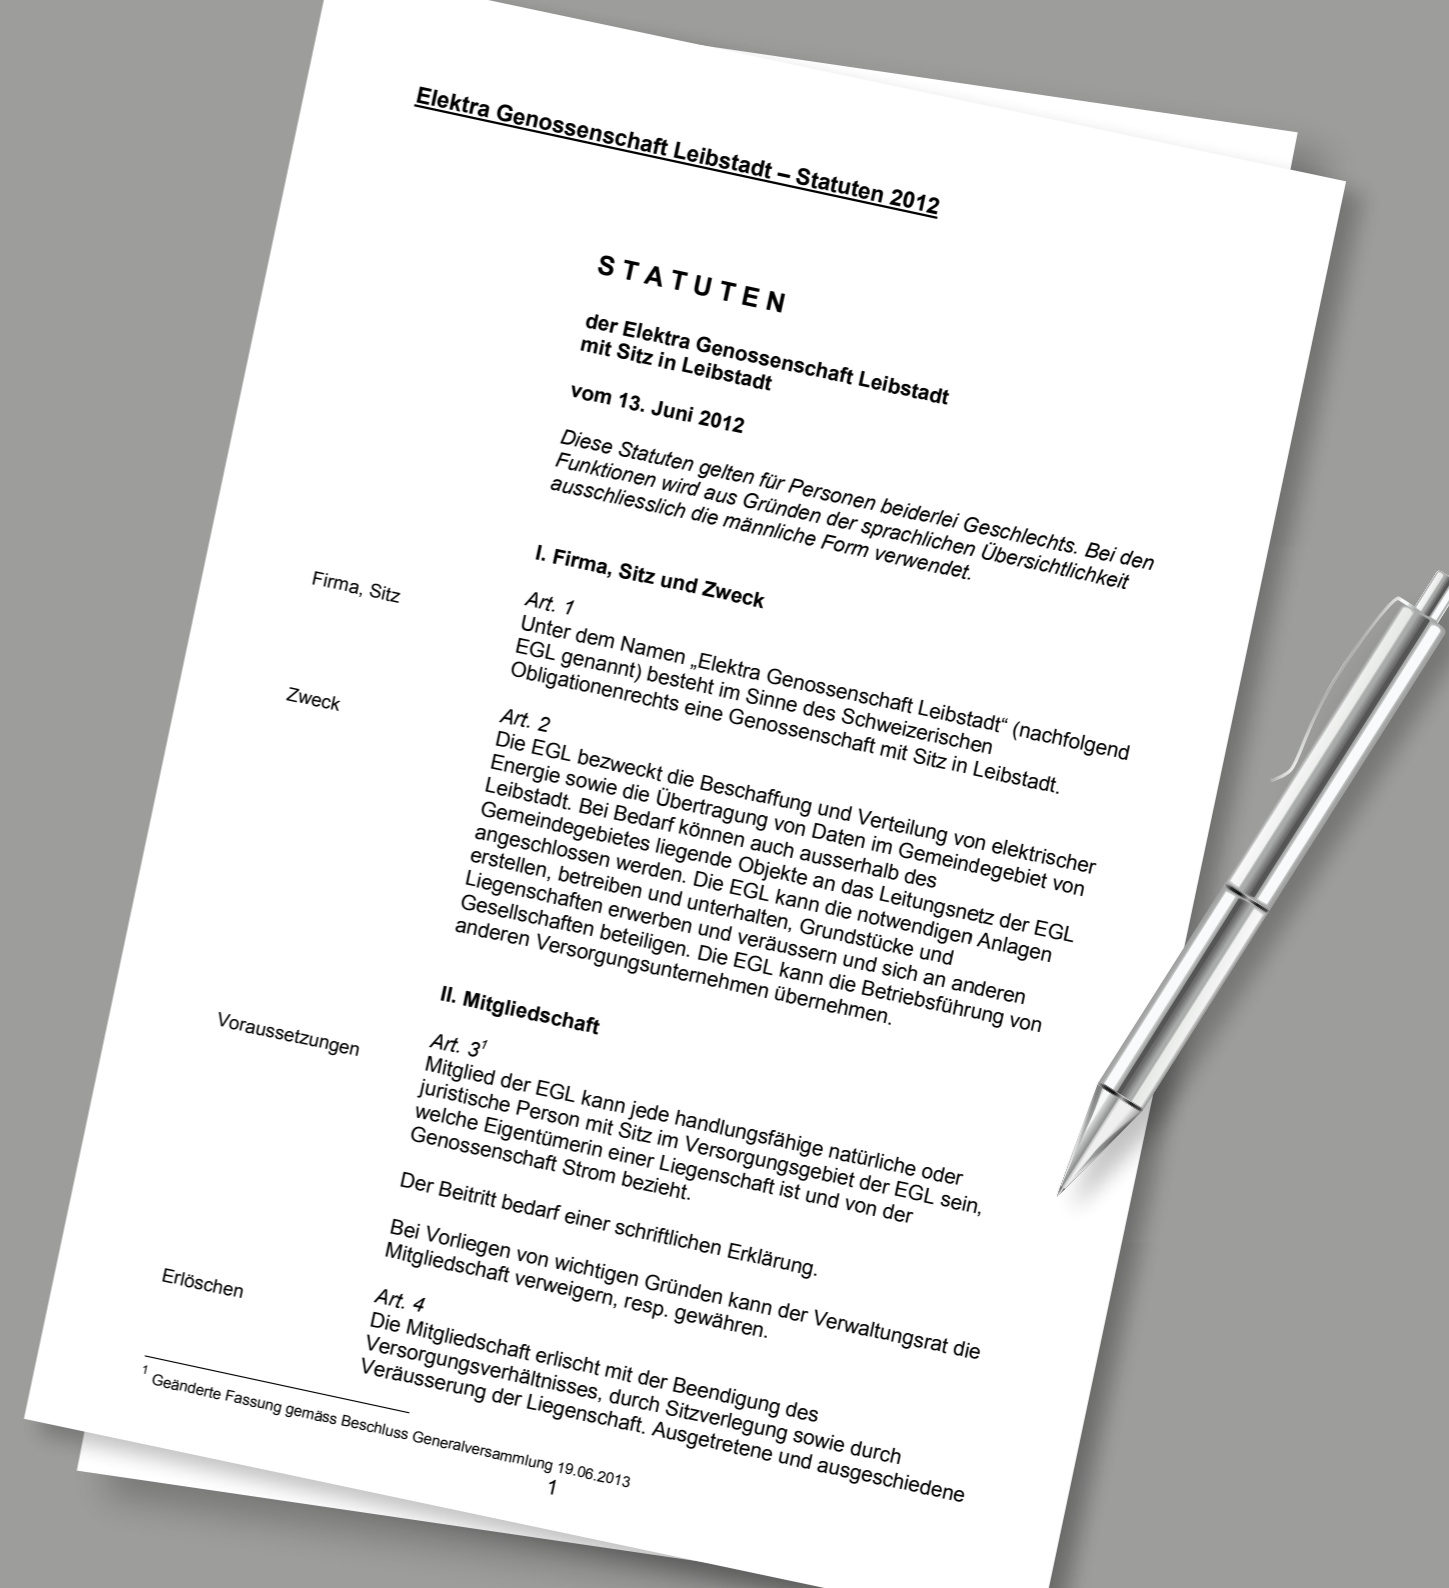 Elektra Genossenschaft Leibstadt – Statuten 2012
S T A T U T E N
der Elektra Genossenschaft Leibstadt
mit Sitz in Leibstadt
vom 13. Juni 2012
Diese Statuten gelten für Personen beiderlei Geschlechts. Bei den
Funktionen wird aus Gründen der sprachlichen Übersichtlichkeit
ausschliesslich die männliche Form verwendet.
I. Firma, Sitz und Zweck
Firma, Sitz
Art. 1
Unter dem Namen „Elektra Genossenschaft Leibstadt“ (nachfolgend
EGL genannt) besteht im Sinne des Schweizerischen
Obligationenrechts eine Genossenschaft mit Sitz in Leibstadt.
Zweck
Art. 2
Die EGL bezweckt die Beschaffung und Verteilung von elektrischer
Energie sowie die Übertragung von Daten im Gemeindegebiet von
Leibstadt. Bei Bedarf können auch ausserhalb des
Gemeindegebietes liegende Objekte an das Leitungsnetz der EGL
angeschlossen werden. Die EGL kann die notwendigen Anlagen
erstellen, betreiben und unterhalten, Grundstücke und
Liegenschaften erwerben und veräussern und sich an anderen
Gesellschaften beteiligen. Die EGL kann die Betriebsführung von
anderen Versorgungsunternehmen übernehmen.
II. Mitgliedschaft
Voraussetzungen
Art. 3¹
Mitglied der EGL kann jede handlungsfähige natürliche oder
juristische Person mit Sitz im Versorgungsgebiet der EGL sein,
welche Eigentümerin einer Liegenschaft ist und von der
Genossenschaft Strom bezieht.
Der Beitritt bedarf einer schriftlichen Erklärung.
Bei Vorliegen von wichtigen Gründen kann der Verwaltungsrat die
Mitgliedschaft verweigern, resp. gewähren.
Erlöschen
Art. 4
Die Mitgliedschaft erlischt mit der Beendigung des
Versorgungsverhältnisses, durch Sitzverlegung sowie durch
Veräusserung der Liegenschaft. Ausgetretene und ausgeschiedene
¹ Geänderte Fassung gemäss Beschluss Generalversammlung 19.06.2013
1